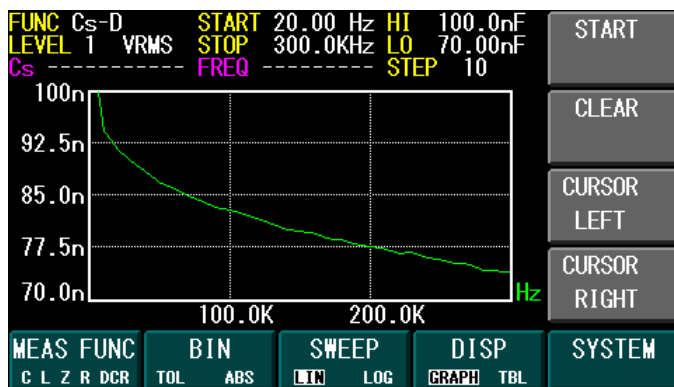 FUNC Cs-D START 20.00 Hz HI 100.0nF
LEVEL 1 VRMS STOP 300.0KHz LO 70.00nF
Cs ----------- FREQ --------- STEP 10
100n
92.5n
85.0n
77.5n
70.0n
100.0K 200.0K
Hz
START
CLEAR
CURSOR
LEFT
CURSOR
RIGHT
MEAS FUNC BIN SWEEP DISP SYSTEM
C L Z R DCR TOL ABS LIN LOG GRAPH TBL